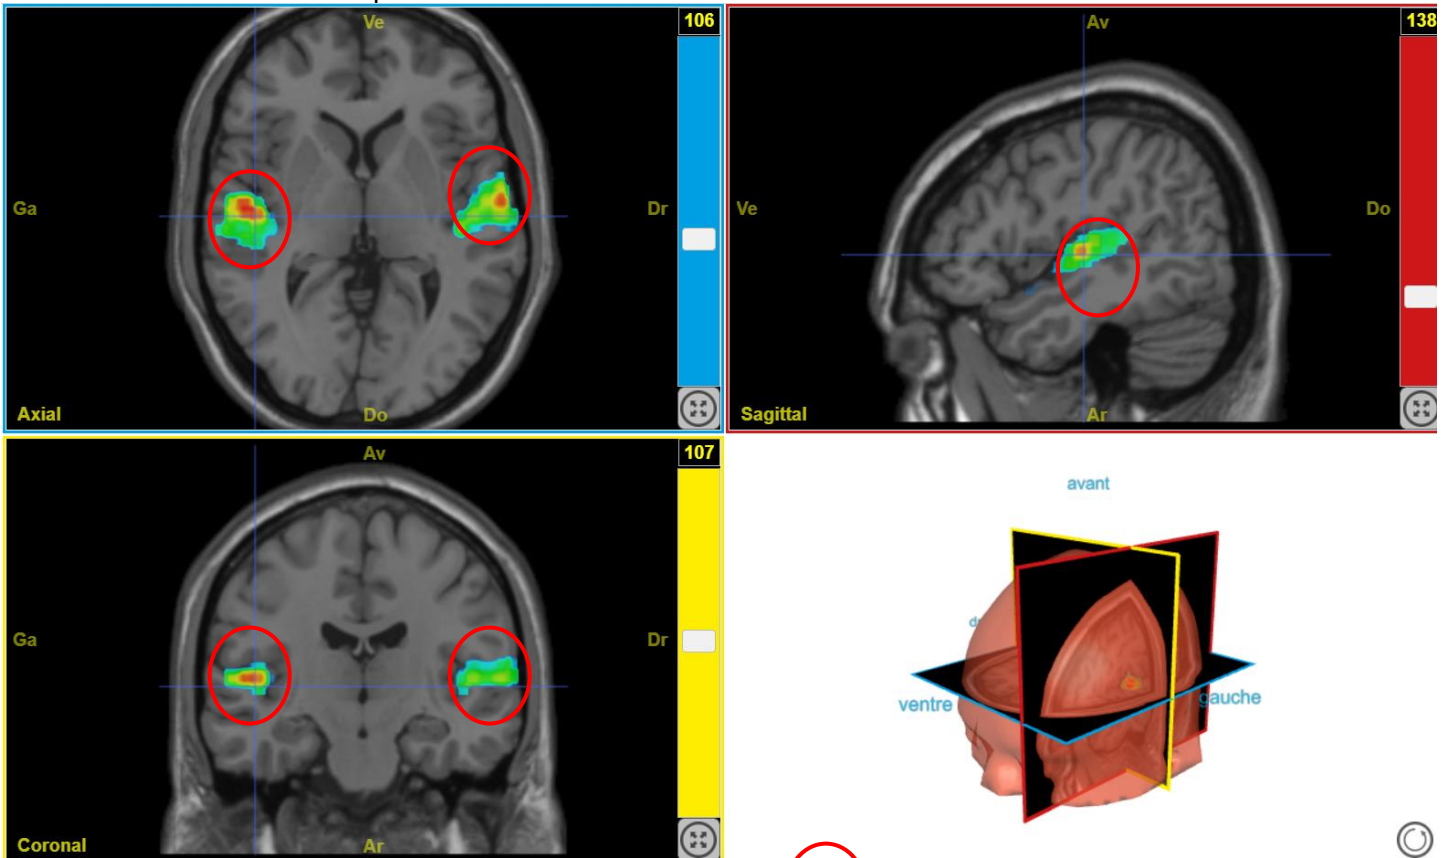 Ve
106
Ga
Dr
Axial
Do
Av
138
Ve
Do
Sagittal
Ar
Av
107
Ga
Dr
Coronal
Ar
avant
ventre
gauche